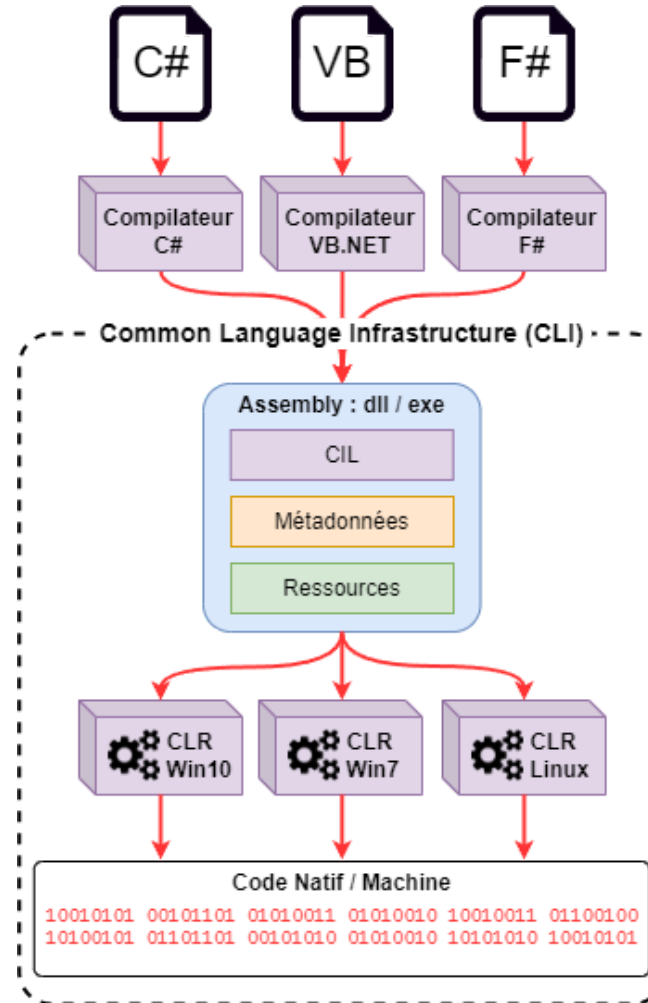 C#
VB
F#
Compilateur
C#
Compilateur
VB.NET
Compilateur
F#
Common Language Infrastructure (CLI)
Assembly : dll / exe
CIL
Métadonnées
Ressources
CLR
Win10
CLR
Win7
CLR
Linux
Code Natif / Machine
10010101 00101101 01010011 01010010 10010011 01100100
10100101 01101101 00101010 01010010 10101010 10010101